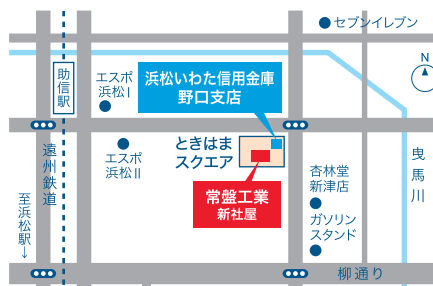 セブンイレブン
N
助信駅
エスポ
浜松Ⅰ
浜松いわた信用金庫
野口支店
遠州鉄道
エスポ
浜松Ⅱ
ときはま
スクエア
曳馬川
杏林堂
新津店
常盤工業
新社屋
至浜松駅→
ガソリン
スタンド
柳通り